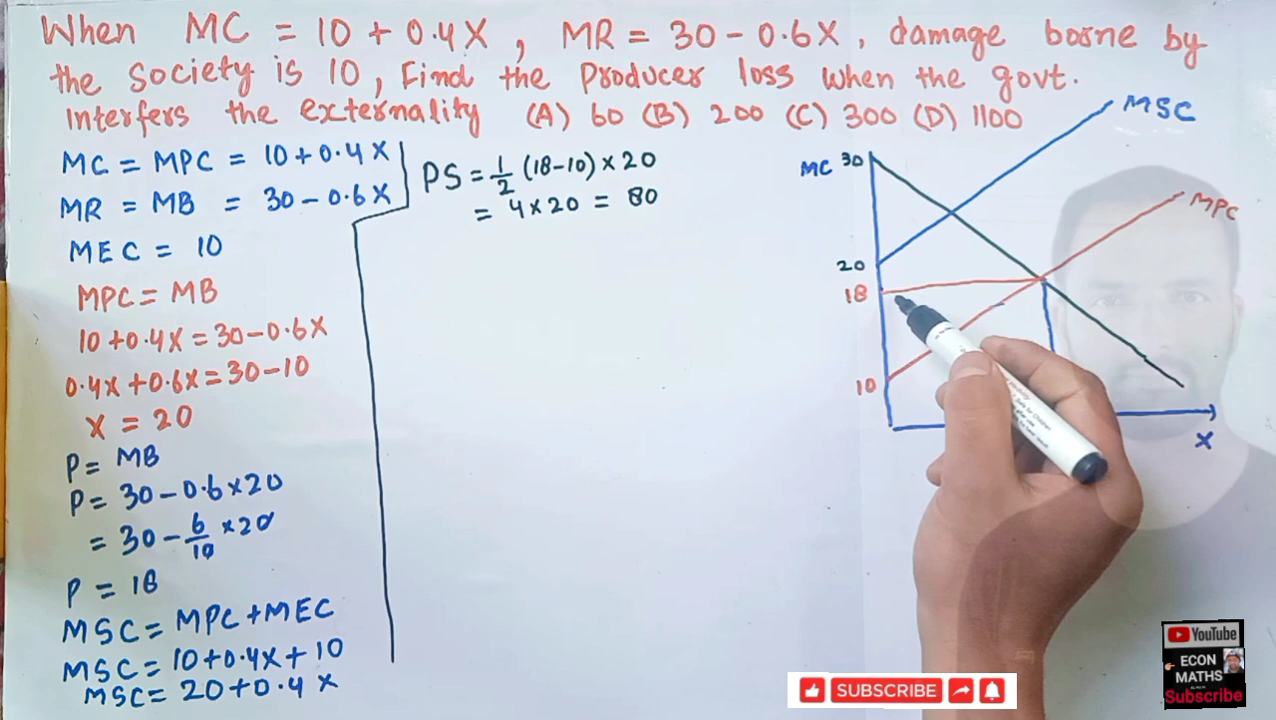 When MC = 10 + 0.4X, MR = 30 - 0.6X, damage borne by
the Society is 10, Find the Producer loss when the govt.
Interfers the externality (A) 60 (B) 200 (C) 300 (D) 1100
MC = MPC = 10+0.4X
MR = MB = 30-0.6X
MEC = 10
MPC = MB
10+0.4X = 30-0.6X
0.4X+0.6X = 30-10
X = 20
P = MB
P = 30-0.6×20
= 30 - 6/10 ×20
P = 18
MSC = MPC+MEC
MSC = 10+0.4X+10
MSC = 20+0.4X
PS = 1/2 (18-10)×20
= 4×20 = 80
MSC
MC 30
MPC
20
18
10
X
YouTube
ECON
MATHS
Subscribe
SUBSCRIBE